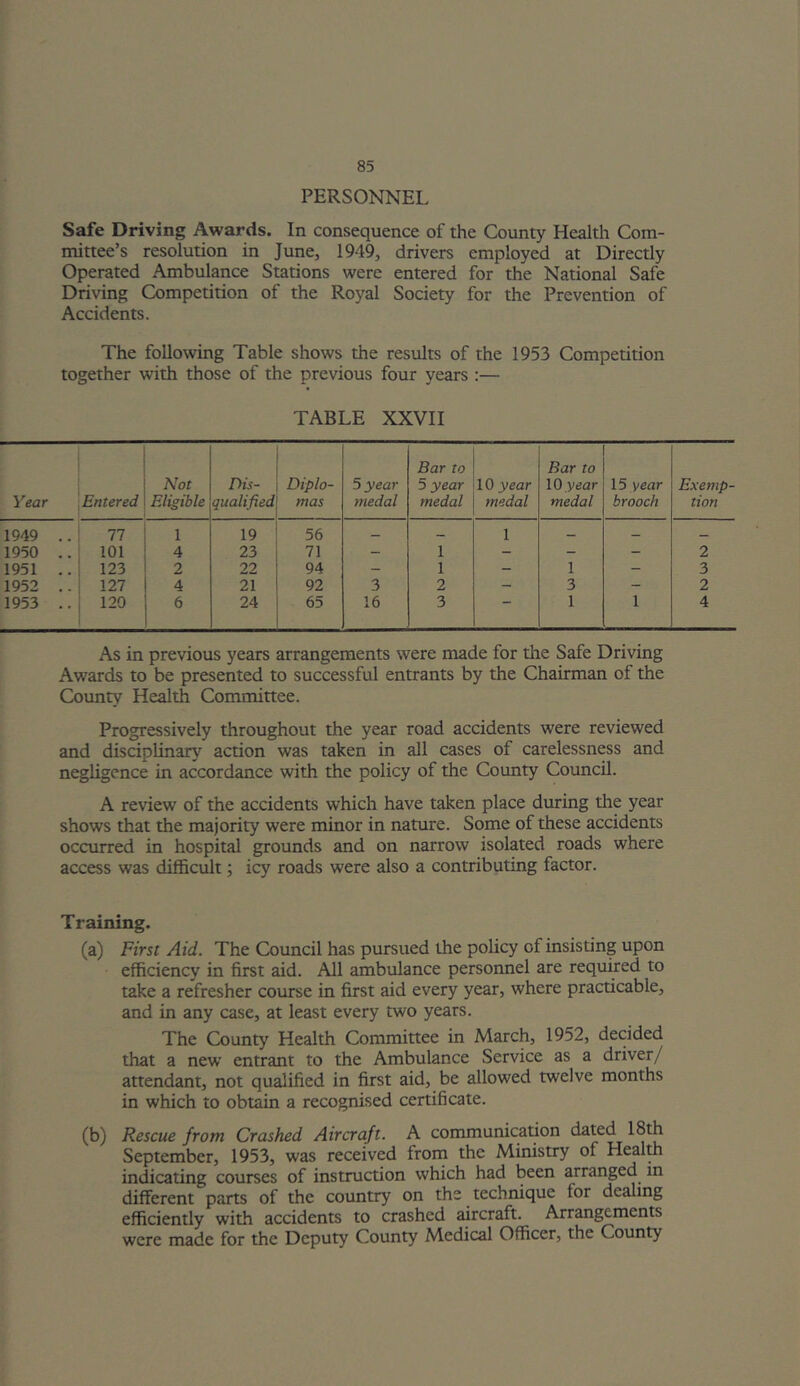 85
PERSONNEL
Safe Driving Awards. In consequence of the County Health Com-
mittee's resolution in June, 1949, drivers employed at Directly
Operated Ambulance Stations were entered for the National Safe
Driving Competition of the Royal Society for the Prevention of
Accidents.
The following Table shows the results of the 1953 Competition
together with those of the previous four years :—
TABLE XXVII
Year | Entered | Not Eligible | Dis-qualified | Diplo-mas | 5 year medal | Bar to 5 year medal | 10 year medal | Bar to 10 year medal | 15 year brooch | Exemp-tion
1949 .. 77 1 19 56 – – 1 – – –
1950 .. 101 4 23 71 – 1 – – – 2
1951 .. 123 2 22 94 – 1 – 1 – 3
1952 .. 127 4 21 92 3 2 – 3 – 2
1953 .. 120 6 24 65 16 3 – 1 1 4
As in previous years arrangements were made for the Safe Driving
Awards to be presented to successful entrants by the Chairman of the
County Health Committee.
Progressively throughout the year road accidents were reviewed
and disciplinary action was taken in all cases of carelessness and
negligence in accordance with the policy of the County Council.
A review of the accidents which have taken place during the year
shows that the majority were minor in nature. Some of these accidents
occurred in hospital grounds and on narrow isolated roads where
access was difficult ; icy roads were also a contributing factor.
Training.
(a) First Aid. The Council has pursued the policy of insisting upon
efficiency in first aid. All ambulance personnel are required to
take a refresher course in first aid every year, where practicable,
and in any case, at least every two years.
The County Health Committee in March, 1952, decided
that a new entrant to the Ambulance Service as a driver/
attendant, not qualified in first aid, be allowed twelve months
in which to obtain a recognised certificate.
(b) Rescue from Crashed Aircraft. A communication dated 18th
September, 1953, was received from the Ministry of Health
indicating courses of instruction which had been arranged in
different parts of the country on the technique for dealing
efficiently with accidents to crashed aircraft. Arrangements
were made for the Deputy County Medical Officer, the County